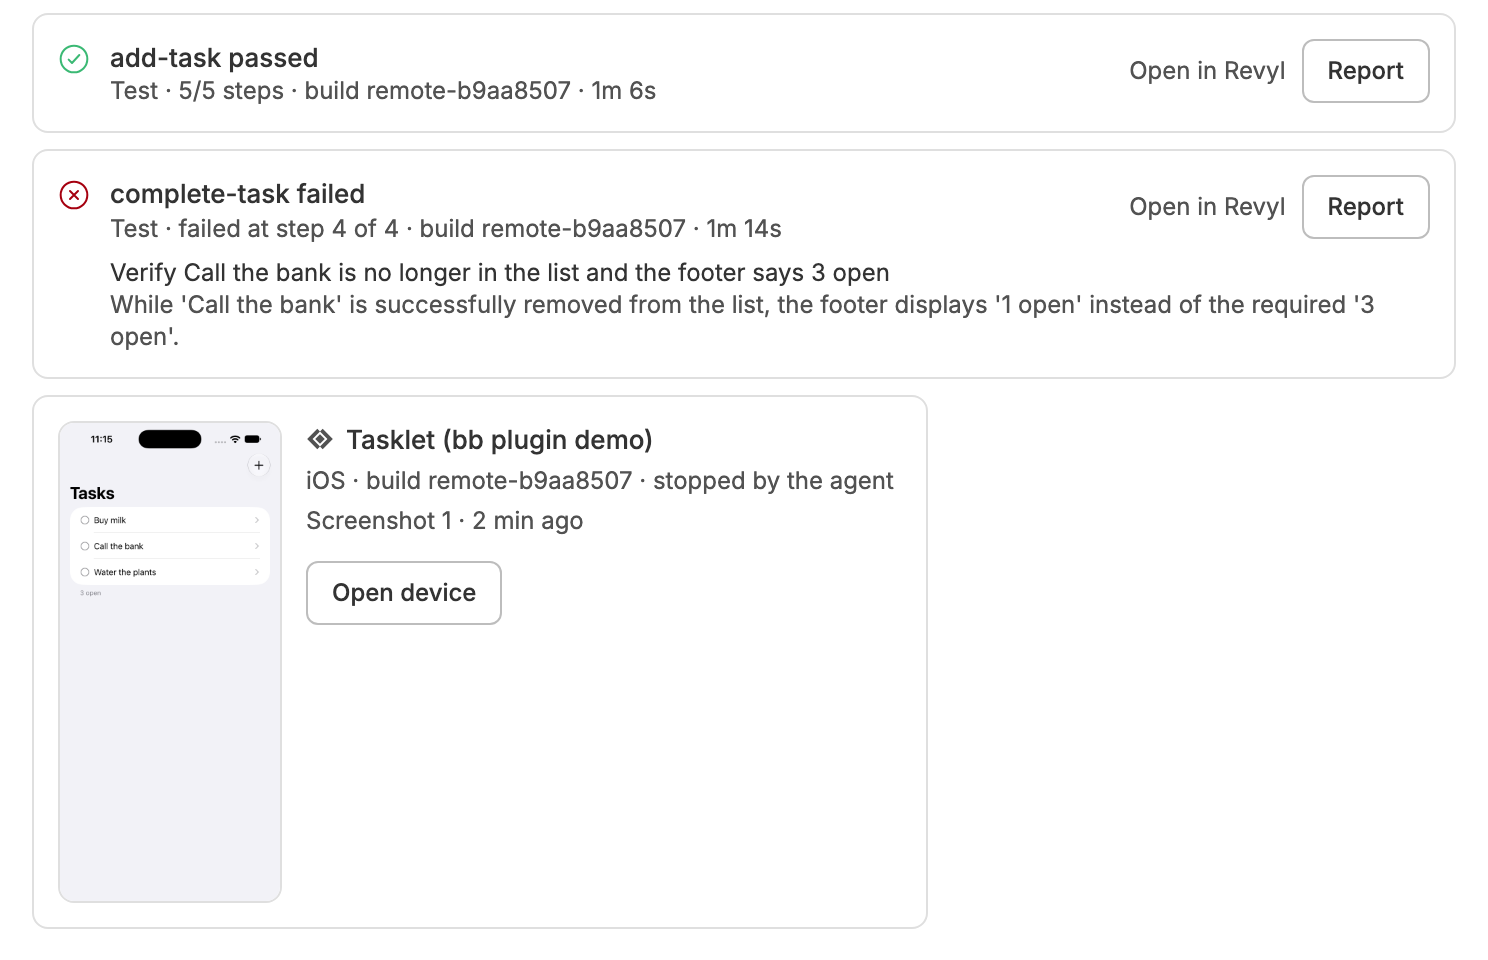 add-task passed
Test · 5/5 steps · build remote-b9aa8507 · 1m 6s
Open in Revyl
Report
complete-task failed
Test · failed at step 4 of 4 · build remote-b9aa8507 · 1m 14s
Open in Revyl
Report
Verify Call the bank is no longer in the list and the footer says 3 open
While 'Call the bank' is successfully removed from the list, the footer displays '1 open' instead of the required '3
open'.
11:15
+
Tasks
Buy milk
Call the bank
Water the plants
3 open
Tasklet (bb plugin demo)
iOS · build remote-b9aa8507 · stopped by the agent
Screenshot 1 · 2 min ago
Open device